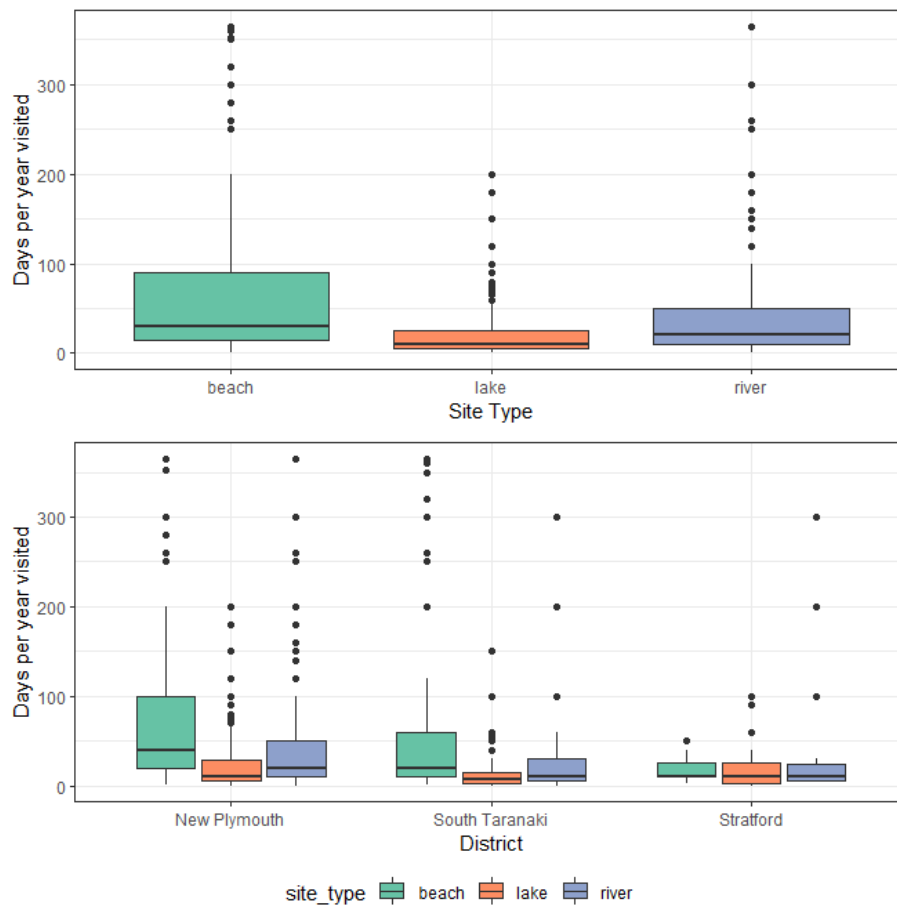 Days per year visited
300
200
100
0
beach lake river
Site Type
Days per year visited
300
200
100
0
New Plymouth South Taranaki Stratford
District
site_type beach lake river